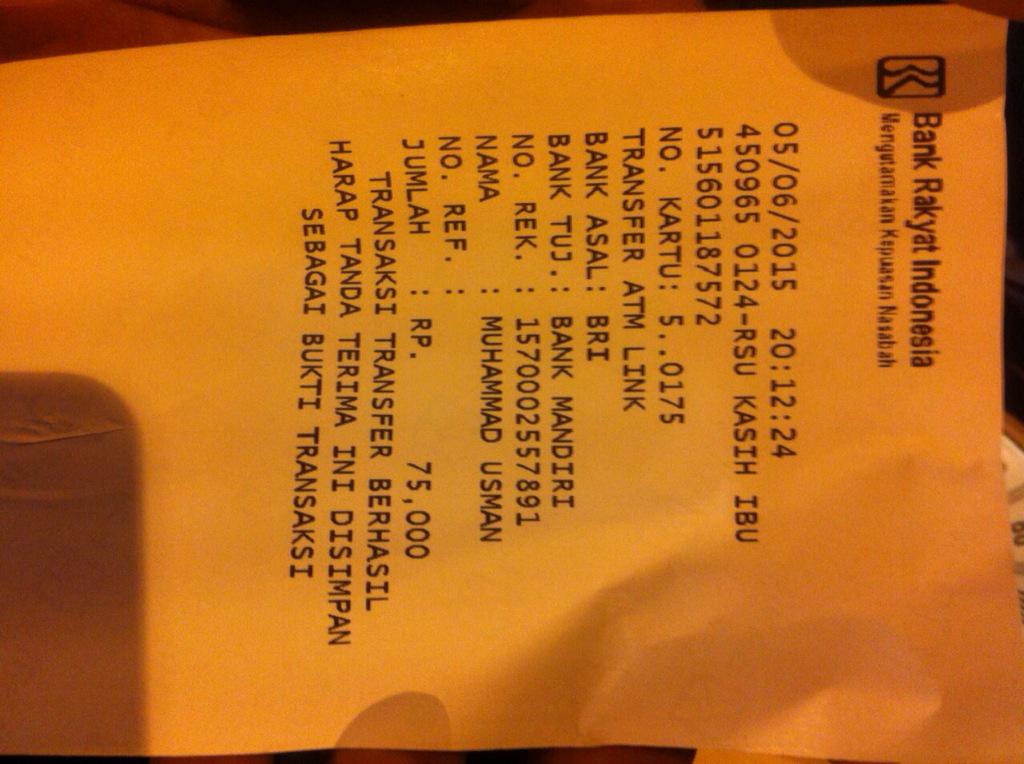 Bank Rakyat Indonesia
Mengutamakan Kepuasan Nasabah
05/06/2015 20:12:24
450965 0124-RSU KASIH IBU
515601187572
NO. KARTU: 5..0175
TRANSFER ATM LINK
BANK ASAL: BRI
BANK TUJ.: BANK MANDIRI
NO. REK. : 1570002557891
NAMA : MUHAMMAD USMAN
NO. REF. :
JUMLAH : RP. 75,000
TRANSAKSI TRANSFER BERHASIL
HARAP TANDA TERIMA INI DISIMPAN
SEBAGAI BUKTI TRANSAKSI